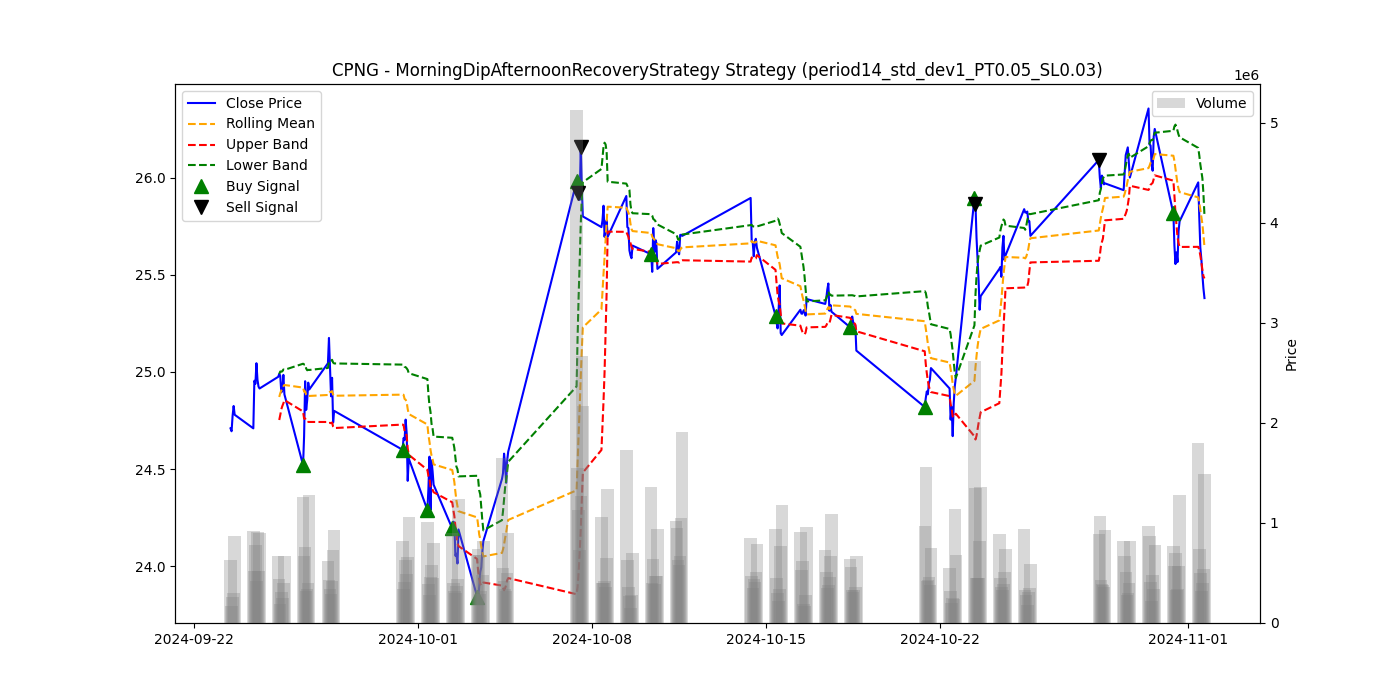 CPNG - MorningDipAfternoonRecoveryStrategy Strategy (period14_std_dev1_PT0.05_SL0.03)
1e6
Close Price
Rolling Mean
Upper Band
Lower Band
Buy Signal
Sell Signal
Volume
26.0
25.5
25.0
24.5
24.0
5
4
3
2
1
0
Price
2024-09-22
2024-10-01
2024-10-08
2024-10-15
2024-10-22
2024-11-01